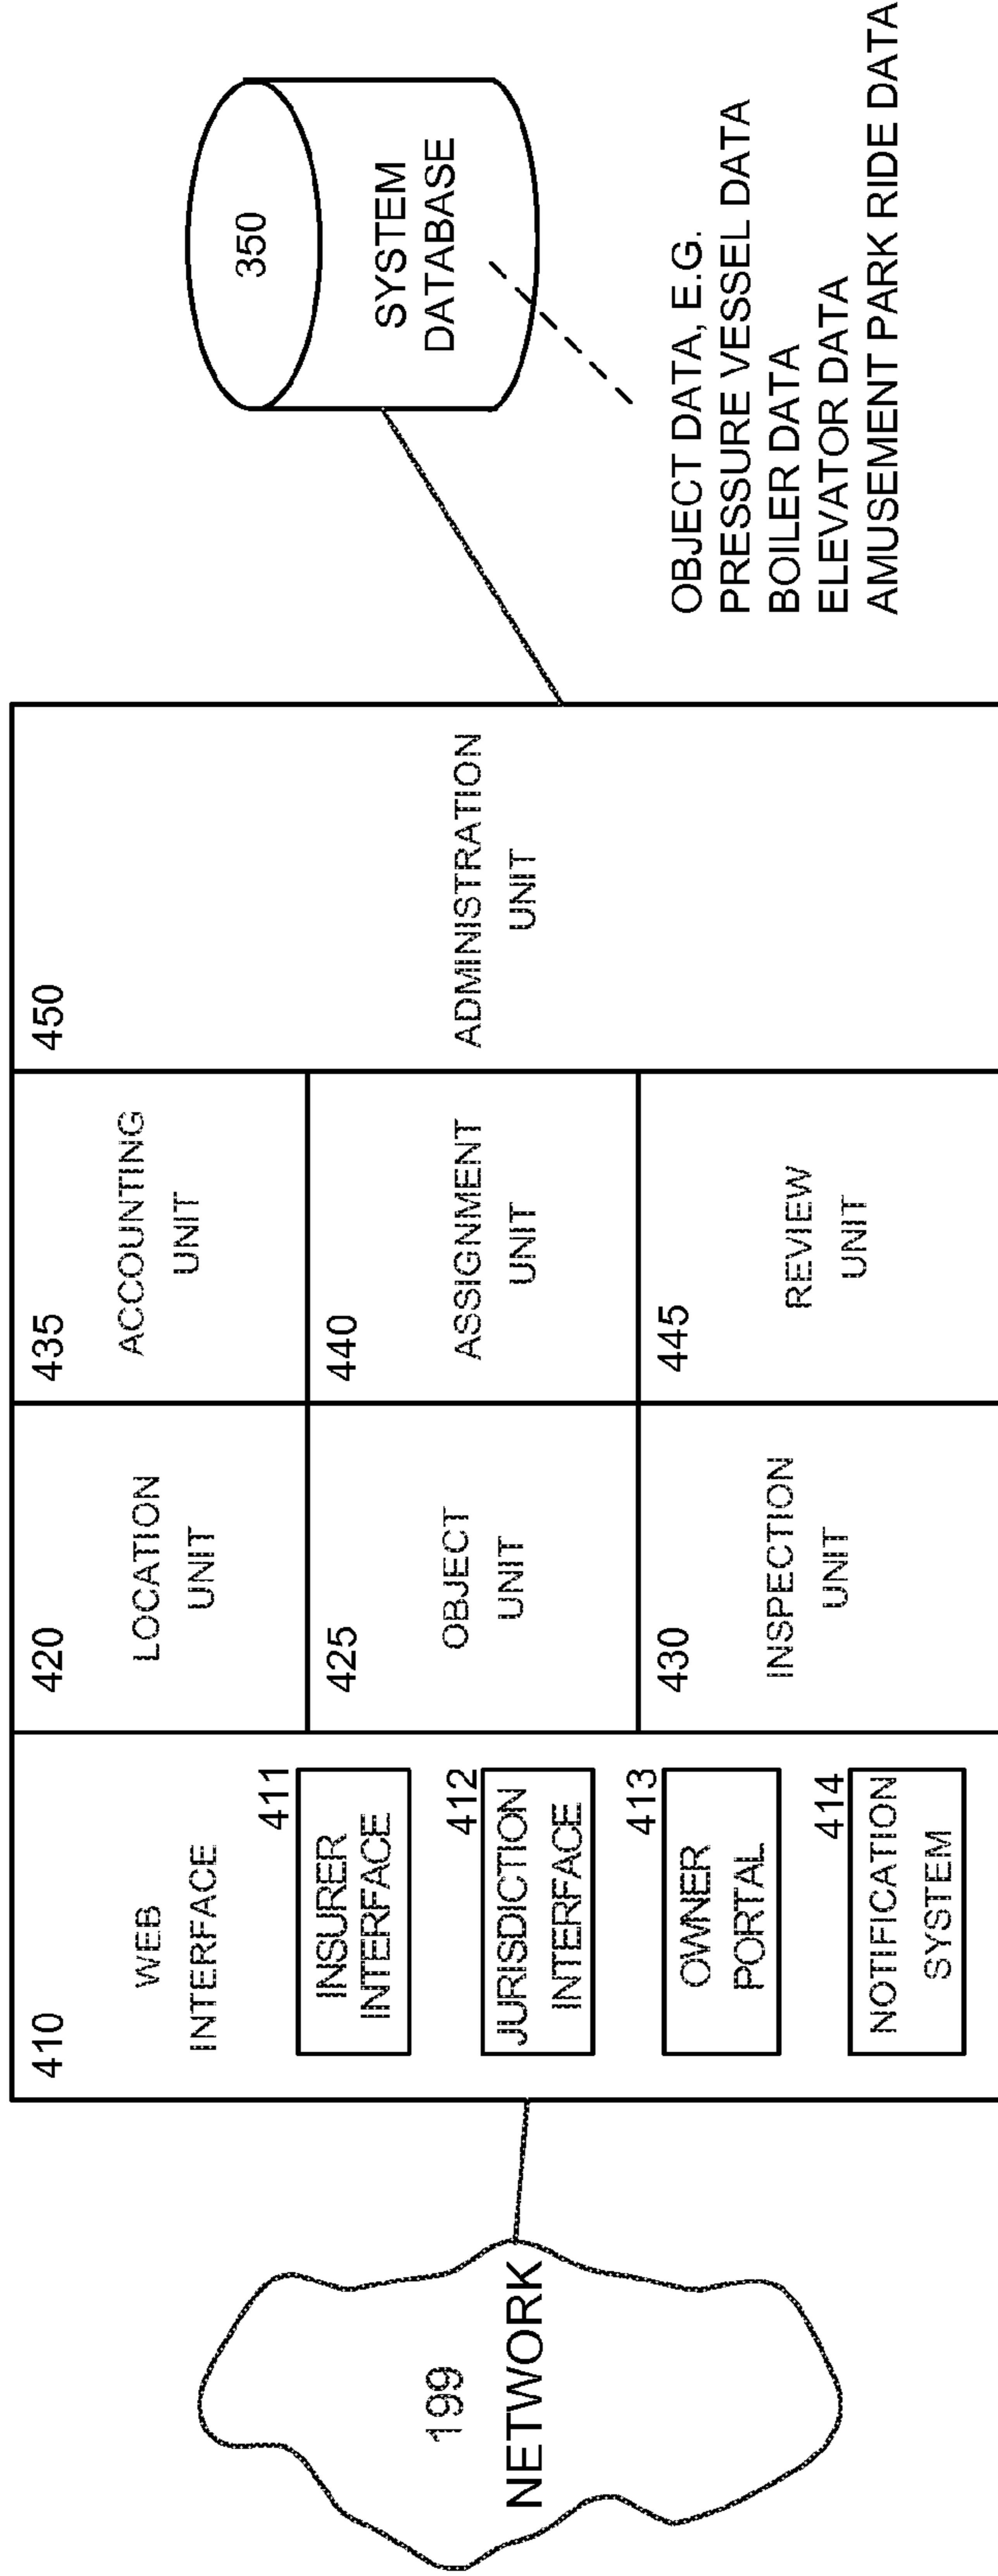 199
NETWORK
410
WEB
INTERFACE
411
INSURER
INTERFACE
412
JURISDICTION
INTERFACE
413
OWNER
PORTAL
414
NOTIFICATION
SYSTEM
420
LOCATION
UNIT
425
OBJECT
UNIT
430
INSPECTION
UNIT
435
ACCOUNTING
UNIT
440
ASSIGNMENT
UNIT
445
REVIEW
UNIT
450
ADMINISTRATION
UNIT
350
SYSTEM
DATABASE
OBJECT DATA, E.G.
PRESSURE VESSEL DATA
BOILER DATA
ELEVATOR DATA
AMUSEMENT PARK RIDE DATA